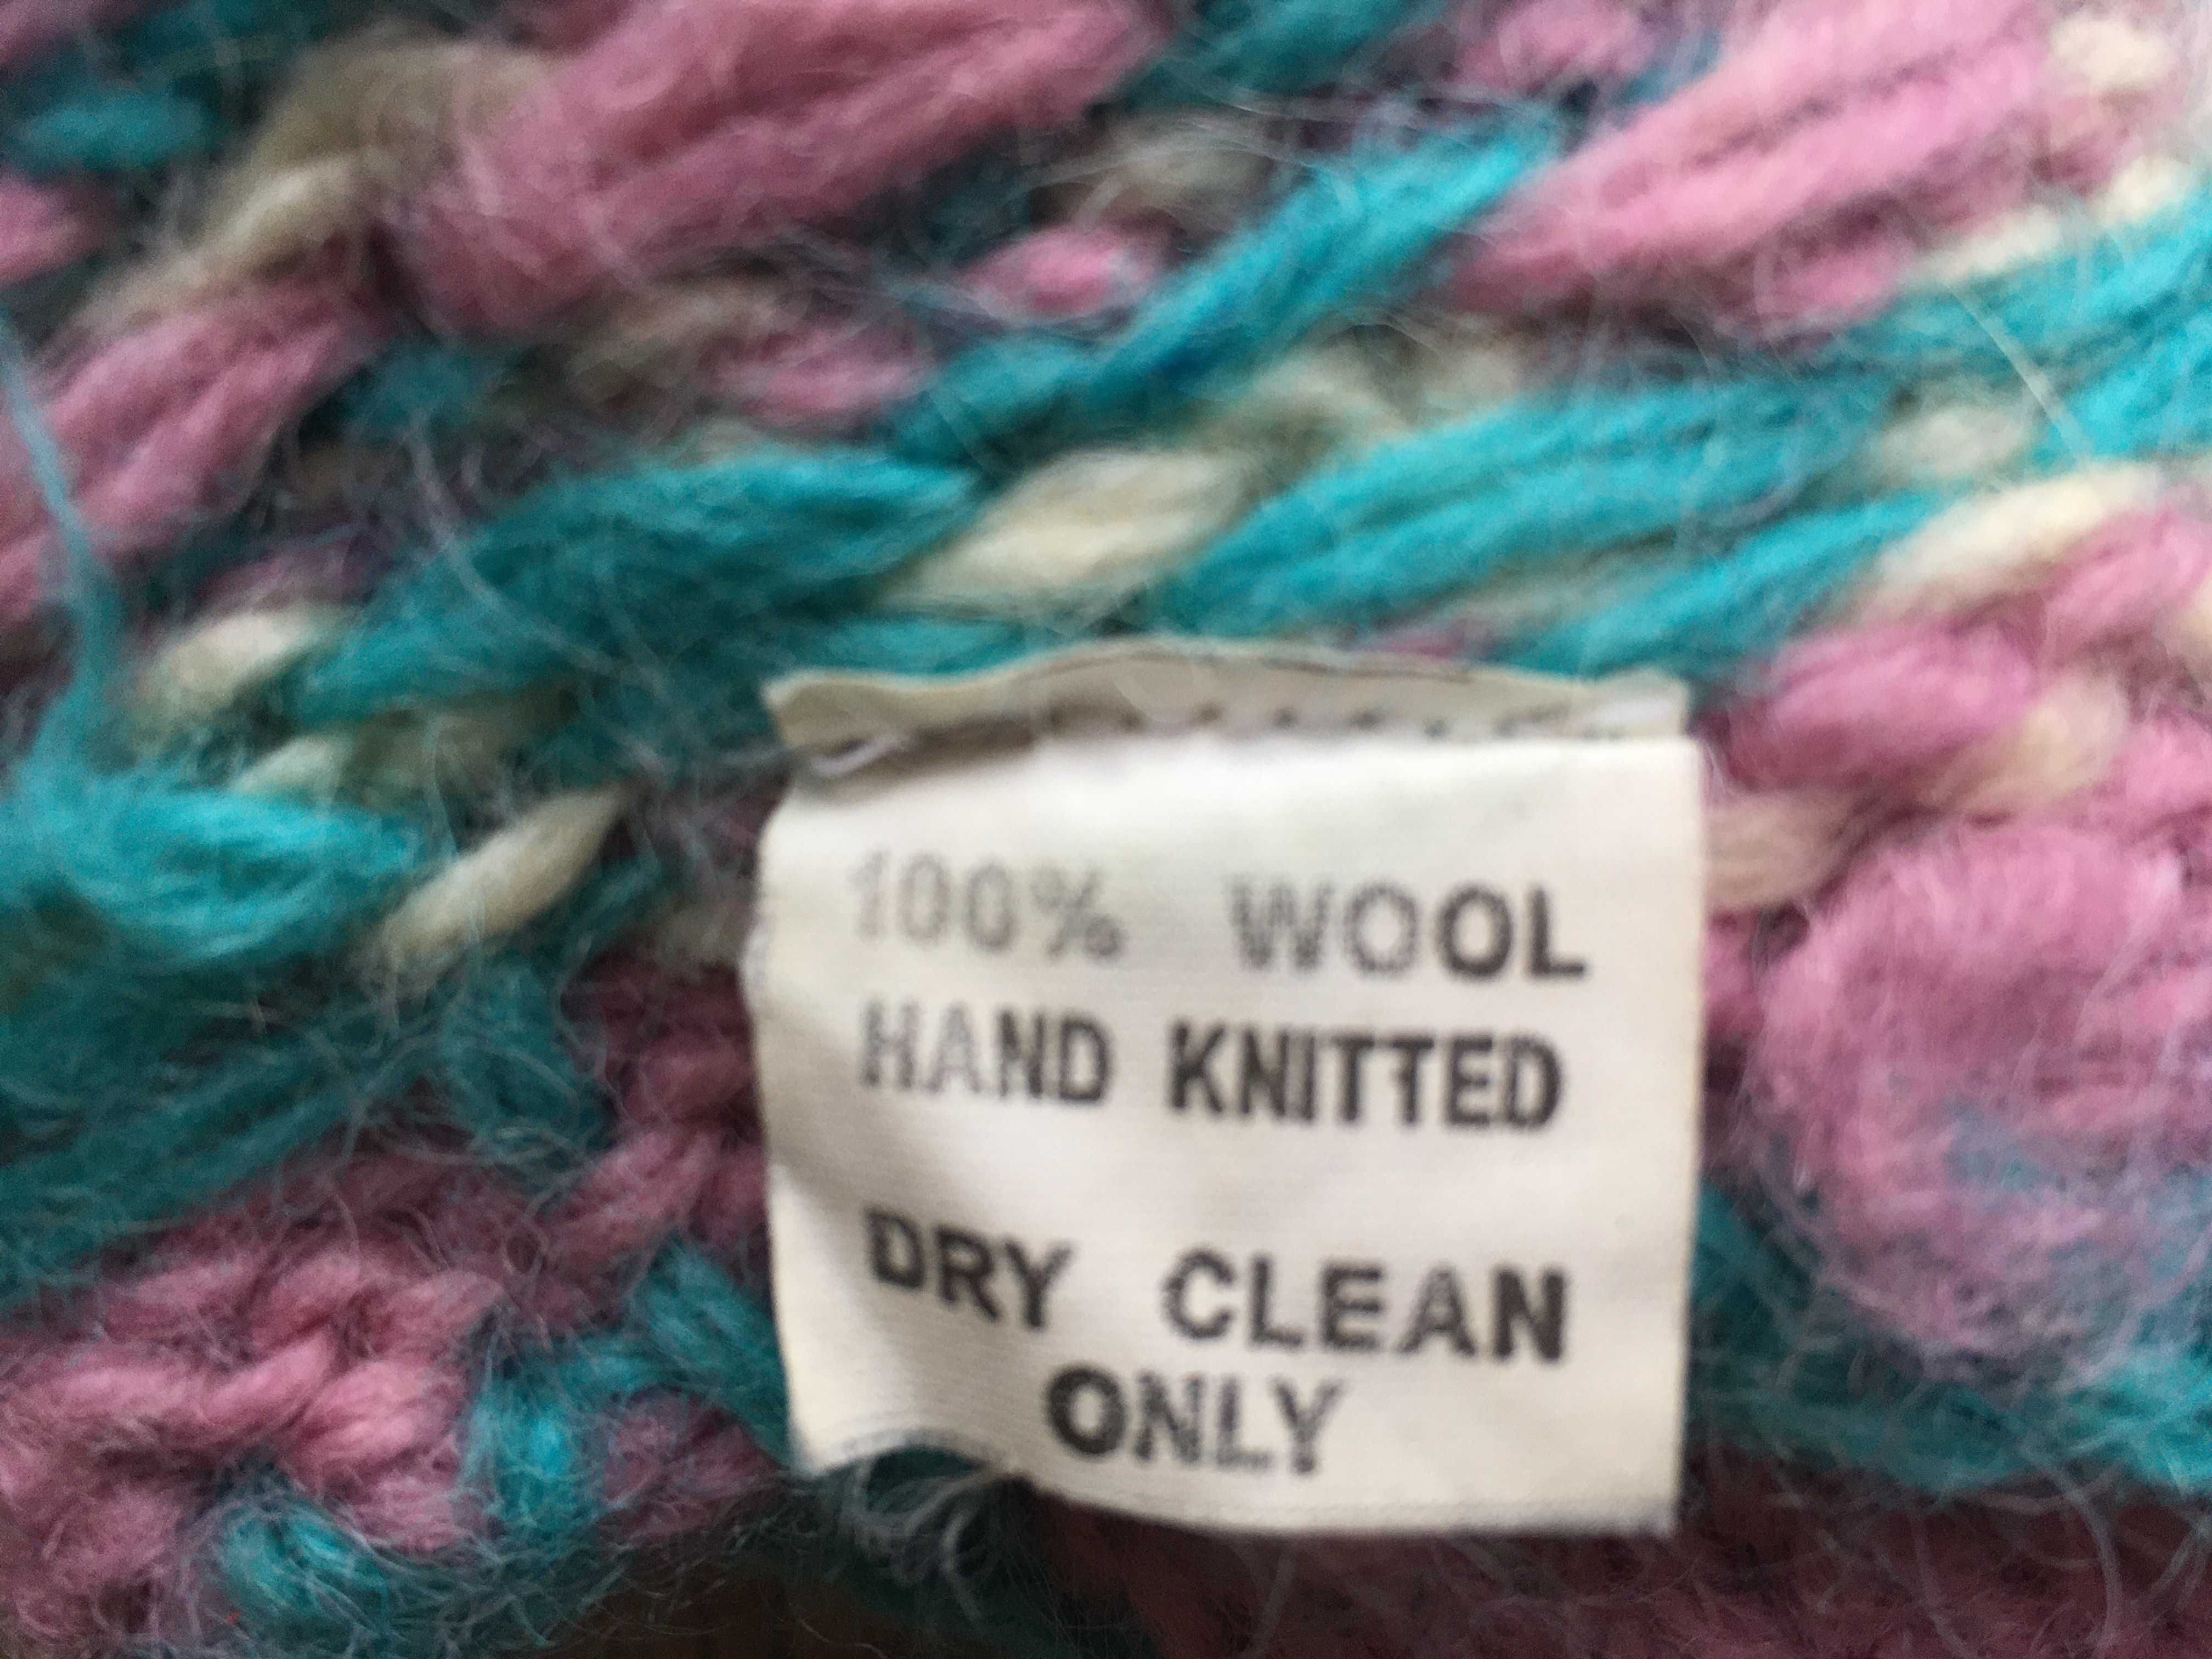 100% WOOL
HAND KNITTED
DRY CLEAN
ONLY